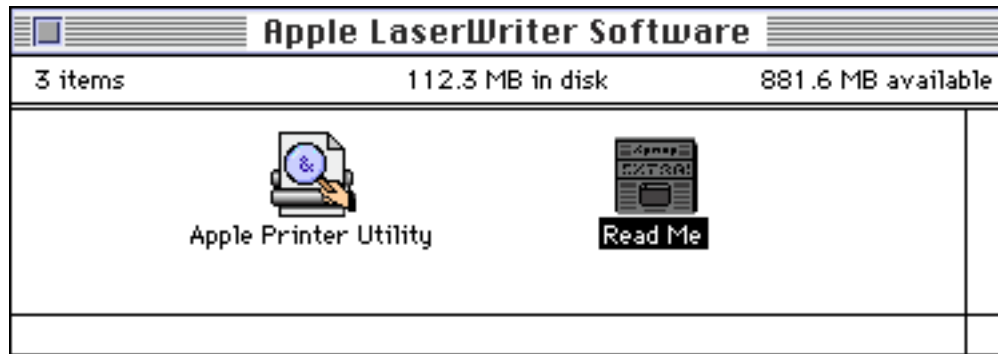 Apple LaserWriter Software
3 items 112.3 MB in disk 881.6 MB available
&
EXTRA!
Apple Printer Utility Read Me